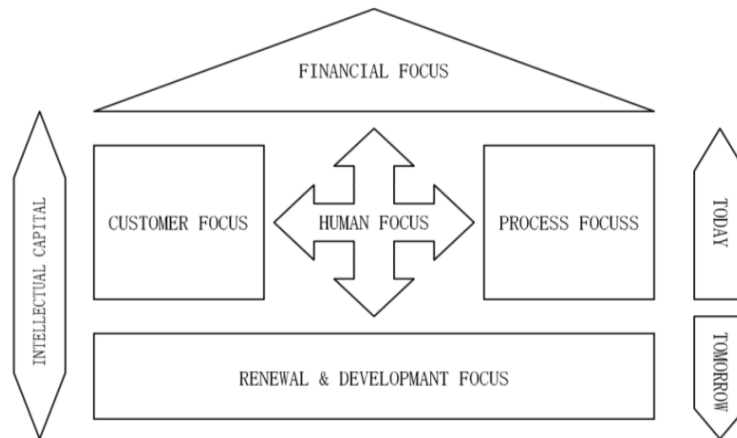 FINANCIAL FOCUS
INTELLECTUAL CAPITAL
CUSTOMER FOCUS
HUMAN FOCUS
PROCESS FOCUSS
TODAY
RENEWAL & DEVELOPMANT FOCUS
TOMORROW